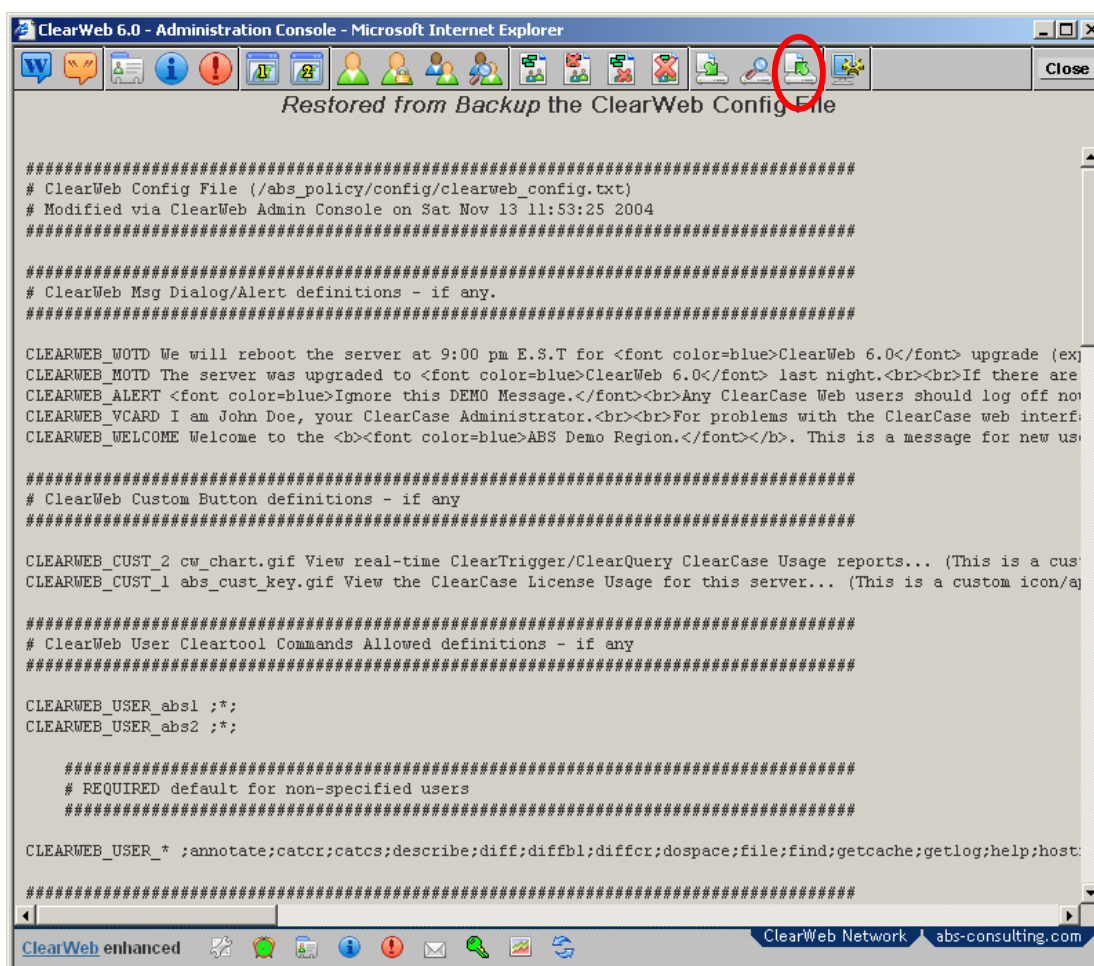 ClearWeb 6.0 - Administration Console - Microsoft Internet Explorer
W 1 2 Close
Restored from Backup the ClearWeb Config File
######################################################################################
# ClearWeb Config File (/abs_policy/config/clearweb_config.txt)
# Modified via ClearWeb Admin Console on Sat Nov 13 11:53:25 2004
######################################################################################
######################################################################################
# ClearWeb Msg Dialog/Alert definitions - if any.
######################################################################################
CLEARWEB_WOTD We will reboot the server at 9:00 pm E.S.T for <font color=blue>ClearWeb 6.0</font> upgrade (exp
CLEARWEB_MOTD The server was upgraded to <font color=blue>ClearWeb 6.0</font> last night.<br><br>If there are
CLEARWEB_ALERT <font color=blue>Ignore this DEMO Message.</font><br>Any ClearCase Web users should log off now
CLEARWEB_VCARD I am John Doe, your ClearCase Administrator.<br><br>For problems with the ClearCase web interfa
CLEARWEB_WELCOME Welcome to the <b><font color=blue>ABS Demo Region.</font></b>. This is a message for new use
######################################################################################
# ClearWeb Custom Button definitions - if any
######################################################################################
CLEARWEB_CUST_2 cw_chart.gif View real-time ClearTrigger/ClearQuery ClearCase Usage reports... (This is a cus
CLEARWEB_CUST_1 abs_cust_key.gif View the ClearCase License Usage for this server... (This is a custom icon/ap
######################################################################################
# ClearWeb User Cleartool Commands Allowed definitions - if any
######################################################################################
CLEARWEB_USER_abs1 ;*;
CLEARWEB_USER_abs2 ;*;
##################################################################################
# REQUIRED default for non-specified users
##################################################################################
CLEARWEB_USER_* ;annotate;catcr;catcs;describe;diff;diffbl;diffcr;dospace;file;find;getcache;getlog;help;host
######################################################################################
ClearWeb enhanced ClearWeb Network abs-consulting.com